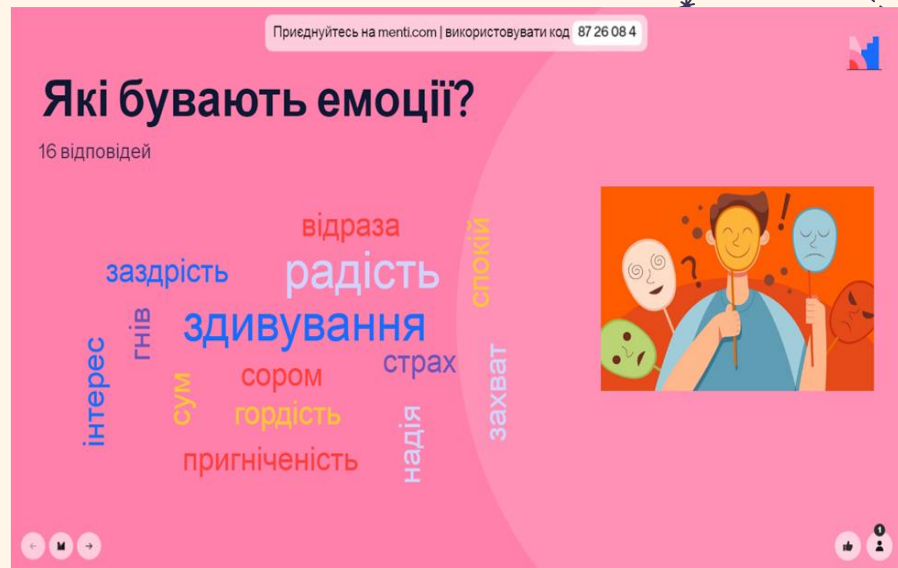 Приєднуйтесь на menti.com | використовувати код 87 26 08 4
Які бувають емоції?
16 відповідей
відраза
спокій
заздрість
радість
гнів
здивування
інтерес
страх
захват
сум
сором
гордість
надія
пригніченість
?
!
1